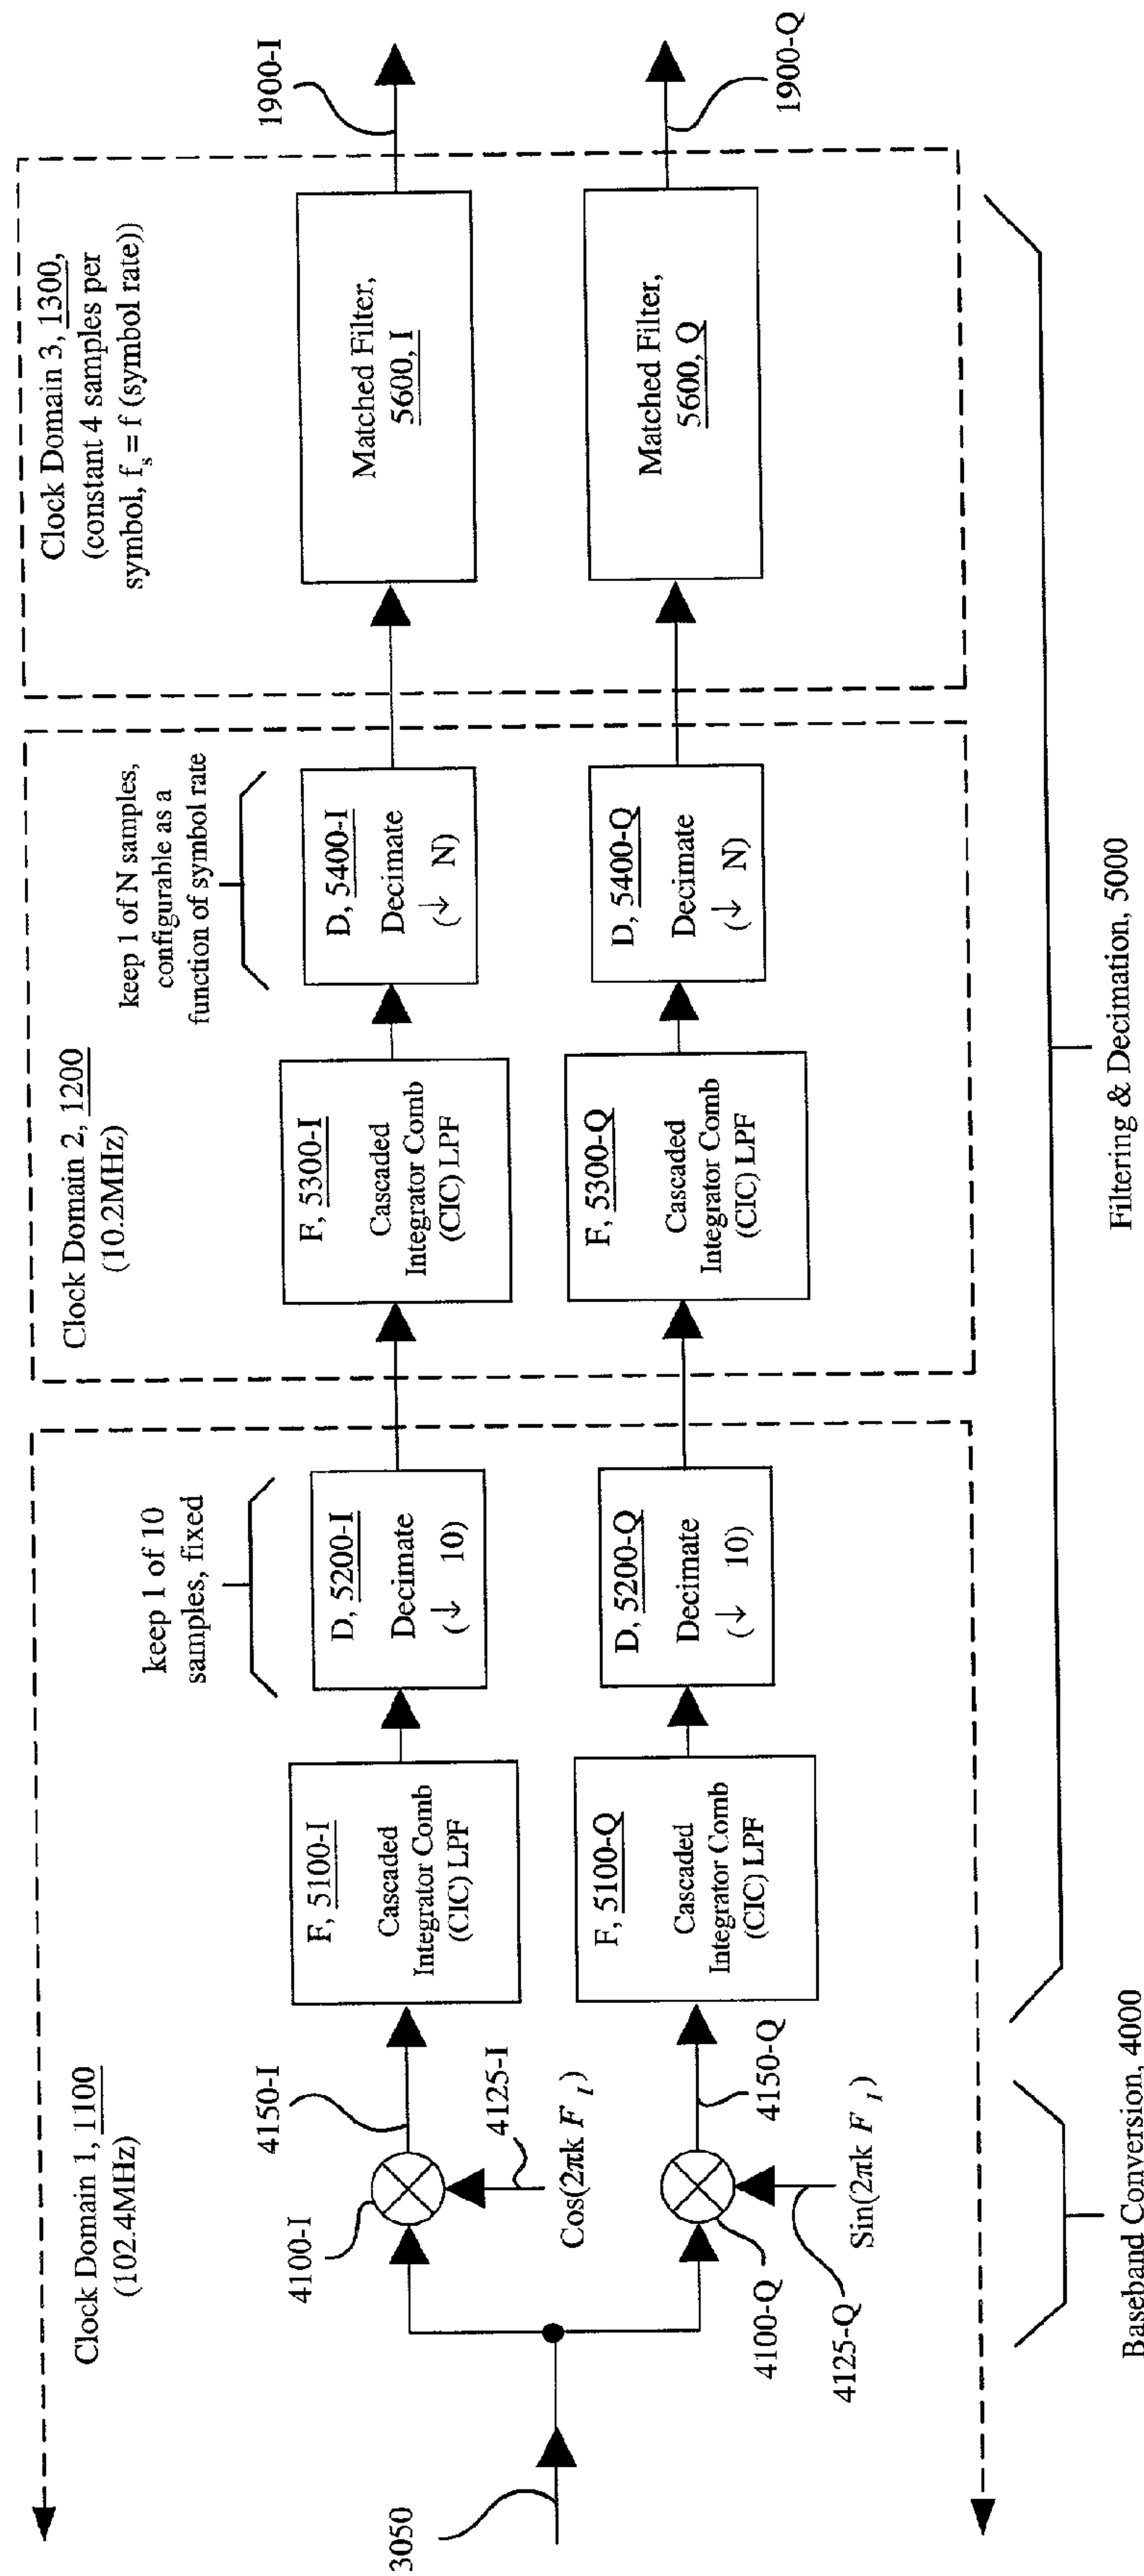 Clock Domain 1, 1100
(102.4MHz)
Clock Domain 2, 1200
(10.2MHz)
Clock Domain 3, 1300,
(constant 4 samples per
symbol, f_s = f (symbol rate))
keep 1 of 10
samples, fixed
keep 1 of N samples,
configurable as a
function of symbol rate
3050
4100-I
4150-I
4125-I
Cos(2πk F_I)
F, 5100-I
Cascaded
Integrator Comb
(CIC) LPF
D, 5200-I
Decimate
(↓ 10)
F, 5300-I
Cascaded
Integrator Comb
(CIC) LPF
D, 5400-I
Decimate
(↓ N)
Matched Filter,
5600, I
1900-I
4100-Q
4125-Q
4150-Q
Sin(2πk F_I)
F, 5100-Q
Cascaded
Integrator Comb
(CIC) LPF
D, 5200-Q
Decimate
(↓ 10)
F, 5300-Q
Cascaded
Integrator Comb
(CIC) LPF
D, 5400-Q
Decimate
(↓ N)
Matched Filter,
5600, Q
1900-Q
Baseband Conversion, 4000
Filtering & Decimation, 5000